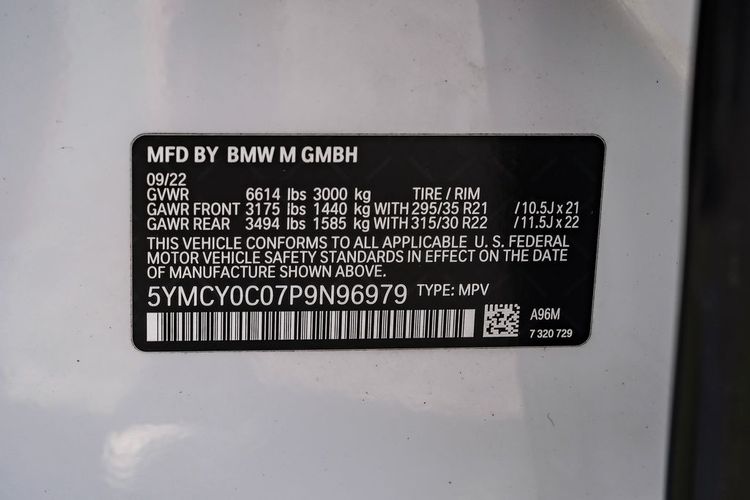 MFD BY BMW M GMBH
09/22
GVWR 6614 lbs 3000 kg TIRE / RIM
GAWR FRONT 3175 lbs 1440 kg WITH 295/35 R21 /10.5J x 21
GAWR REAR 3494 lbs 1585 kg WITH 315/30 R22 /11.5J x 22
THIS VEHICLE CONFORMS TO ALL APPLICABLE U. S. FEDERAL
MOTOR VEHICLE SAFETY STANDARDS IN EFFECT ON THE DATE
OF MANUFACTURE SHOWN ABOVE.
5YMCY0C07P9N96979 TYPE: MPV
A96M
7 320 729